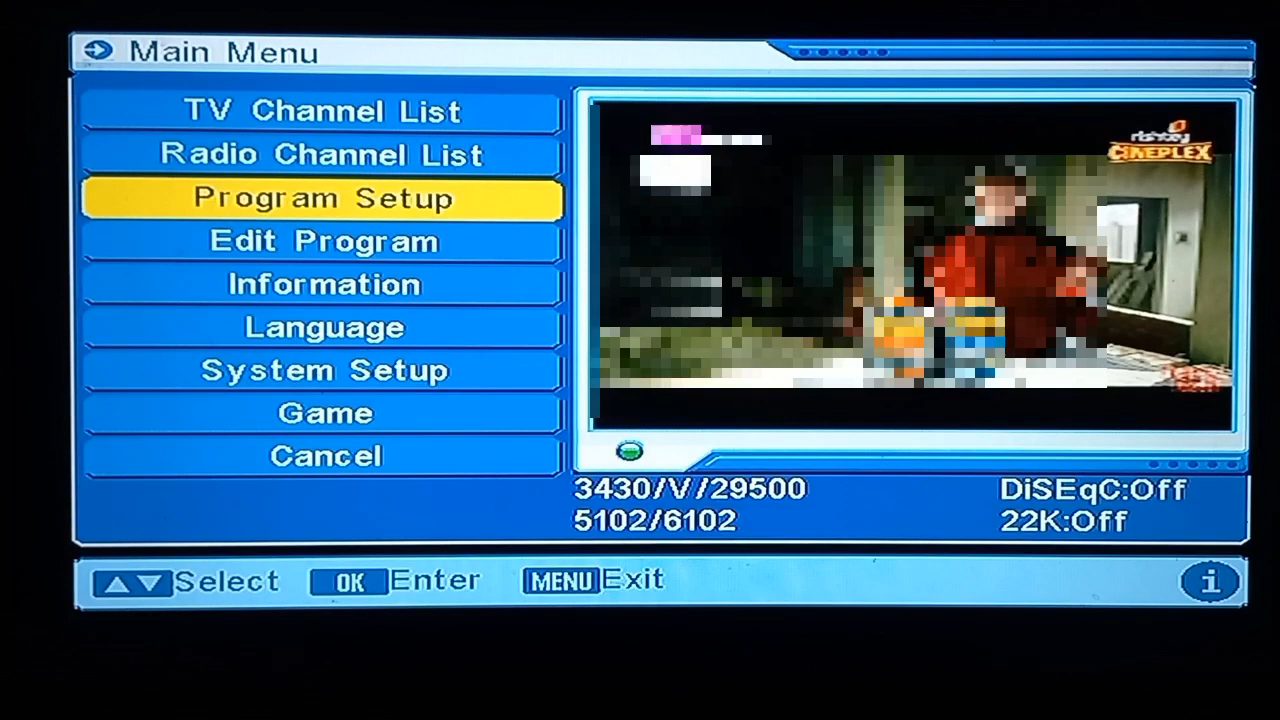 Main Menu
TV Channel List
Radio Channel List
Program Setup
Edit Program
Information
Language
System Setup
Game
Cancel
rishtey
CINEPLEX
3430/V/29500
5102/6102
DiSEqC:Off
22K:Off
Select OK Enter MENU Exit
i